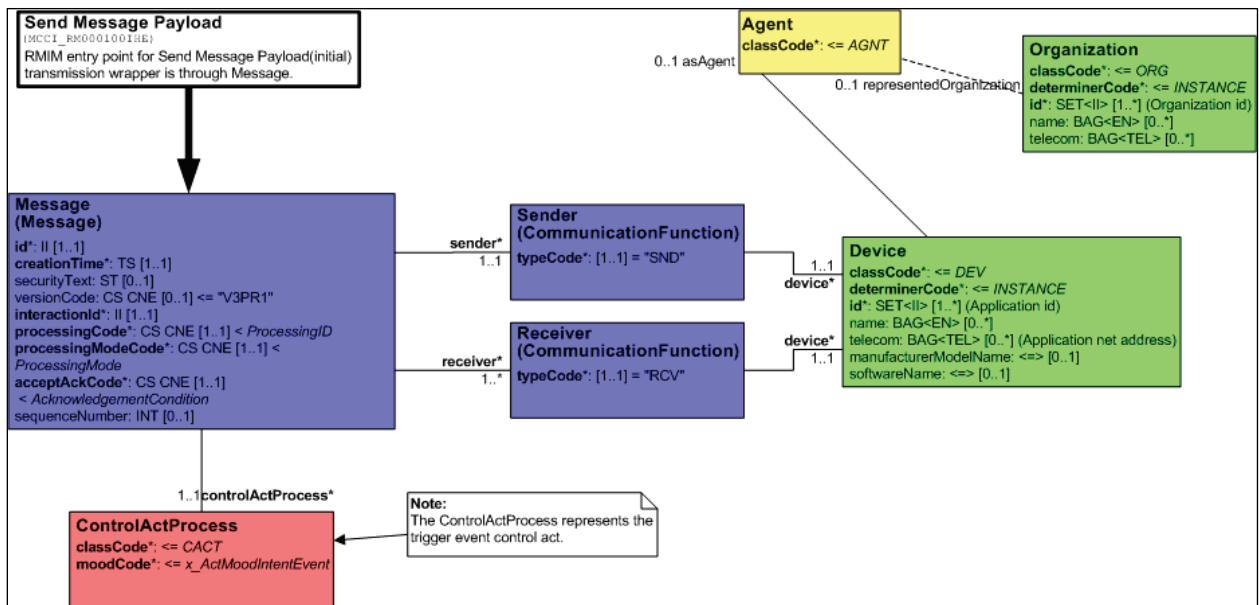 Send Message Payload
(MCCI_RM000100IHE)
RMIM entry point for Send Message Payload(initial)
transmission wrapper is through Message.
Agent
classCode*: <= AGNT
0..1 asAgent
0..1 representedOrganization
Organization
classCode*: <= ORG
determinerCode*: <= INSTANCE
id*: SET<II> [1..*] (Organization id)
name: BAG<EN> [0..*]
telecom: BAG<TEL> [0..*]
Message
(Message)
id*: II [1..1]
creationTime*: TS [1..1]
securityText: ST [0..1]
versionCode: CS CNE [0..1] <= "V3PR1"
interactionId*: II [1..1]
processingCode*: CS CNE [1..1] < ProcessingID
processingModeCode*: CS CNE [1..1] <
ProcessingMode
acceptAckCode*: CS CNE [1..1]
< AcknowledgementCondition
sequenceNumber: INT [0..1]
sender*
1..1
Sender
(CommunicationFunction)
typeCode*: [1..1] = "SND"
1..1
device*
receiver*
1..*
Receiver
(CommunicationFunction)
typeCode*: [1..1] = "RCV"
device*
1..1
Device
classCode*: <= DEV
determinerCode*: <= INSTANCE
id*: SET<II> [1..*] (Application id)
name: BAG<EN> [0..*]
telecom: BAG<TEL> [0..*] (Application net address)
manufacturerModelName: <=> [0..1]
softwareName: <=> [0..1]
1..1controlActProcess*
ControlActProcess
classCode*: <= CACT
moodCode*: <= x_ActMoodIntentEvent
Note:
The ControlActProcess represents the
trigger event control act.